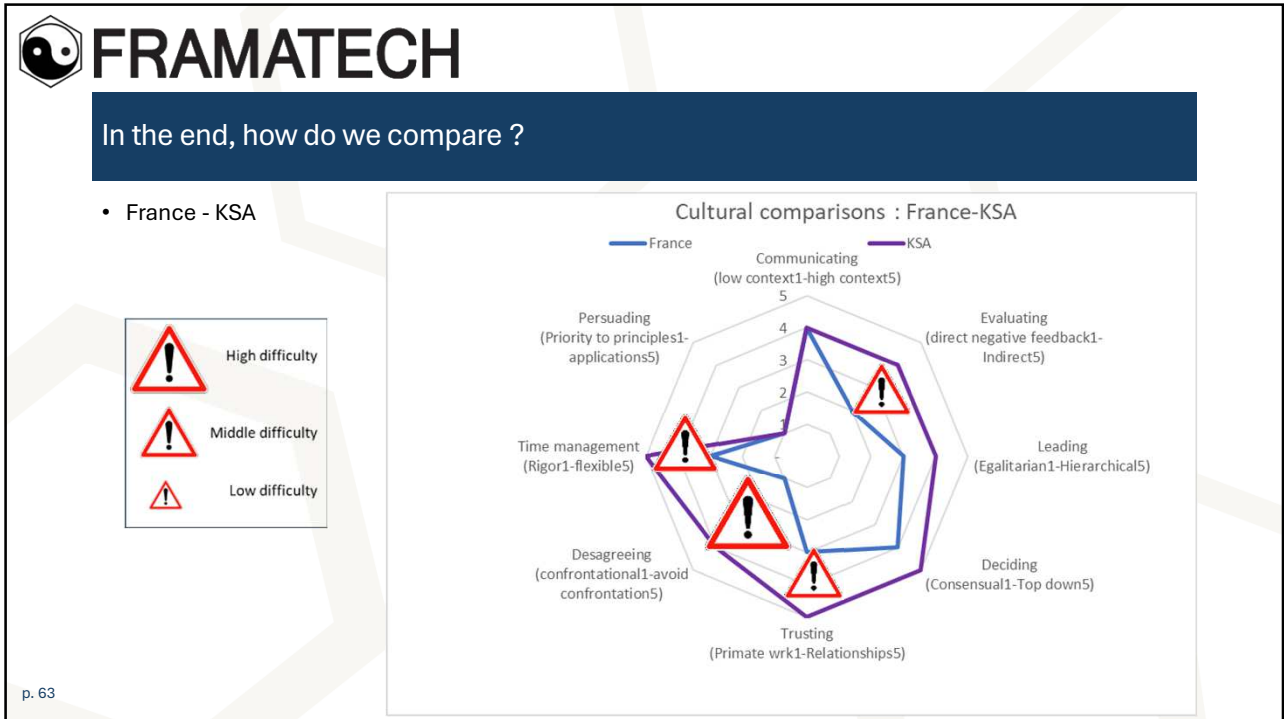 FRAMATECH
In the end, how do we compare ?
• France - KSA
High difficulty
Middle difficulty
Low difficulty
Cultural comparisons : France-KSA
France
KSA
Communicating
(low context1-high context5)
Evaluating
(direct negative feedback1-
Indirect5)
Leading
(Egalitarian1-Hierarchical5)
Deciding
(Consensual1-Top down5)
Trusting
(Primate wrk1-Relationships5)
Desagreeing
(confrontational1-avoid
confrontation5)
Time management
(Rigor1-flexible5)
Persuading
(Priority to principles1-
applications5)
5
4
3
2
1
-
p. 63